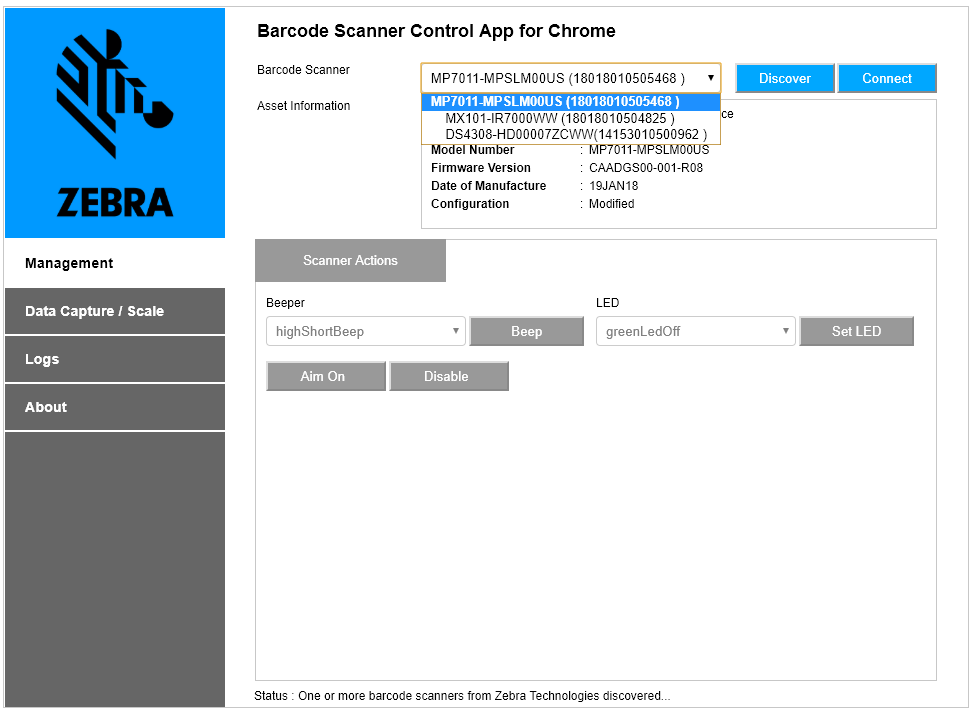 ZEBRA
Management
Data Capture / Scale
Logs
About
Barcode Scanner Control App for Chrome
Barcode Scanner
MP7011-MPSLM00US (18018010505468 )
Discover
Connect
MP7011-MPSLM00US (18018010505468 )
MX101-IR7000WW (18018010504825 )
DS4308-HD00007ZCWW(14153010500962 )
Asset Information
ce
Model Number : MP7011-MPSLM00US
Firmware Version : CAADGS00-001-R08
Date of Manufacture : 19JAN18
Configuration : Modified
Scanner Actions
Beeper
LED
highShortBeep
Beep
greenLedOff
Set LED
Aim On
Disable
Status : One or more barcode scanners from Zebra Technologies discovered...